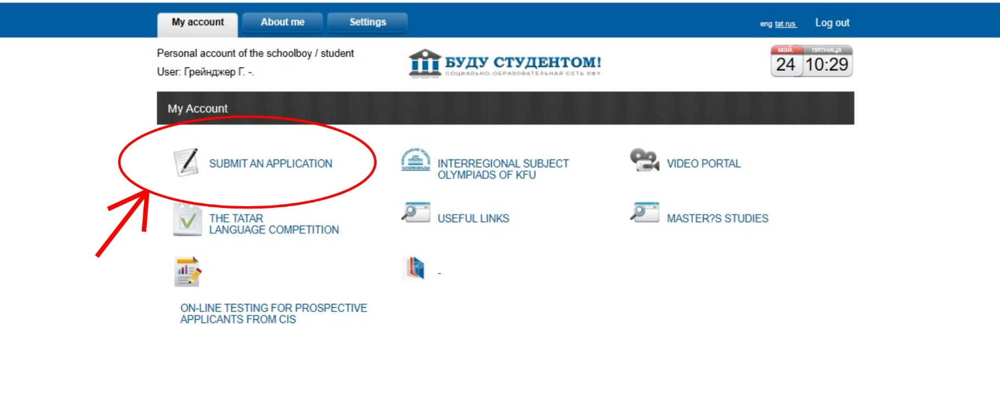 My account About me Settings eng tat rus Log out
Personal account of the schoolboy / student
User: Грейнджер Г. -.
БУДУ СТУДЕНТОМ!
СОЦИАЛЬНО-ОБРАЗОВАТЕЛЬНАЯ СЕТЬ КФУ
май. пятница
24 10:29
My Account
SUBMIT AN APPLICATION
INTERREGIONAL SUBJECT
OLYMPIADS OF KFU
VIDEO PORTAL
THE TATAR
LANGUAGE COMPETITION
USEFUL LINKS
MASTER?S STUDIES
-
ON-LINE TESTING FOR PROSPECTIVE
APPLICANTS FROM CIS